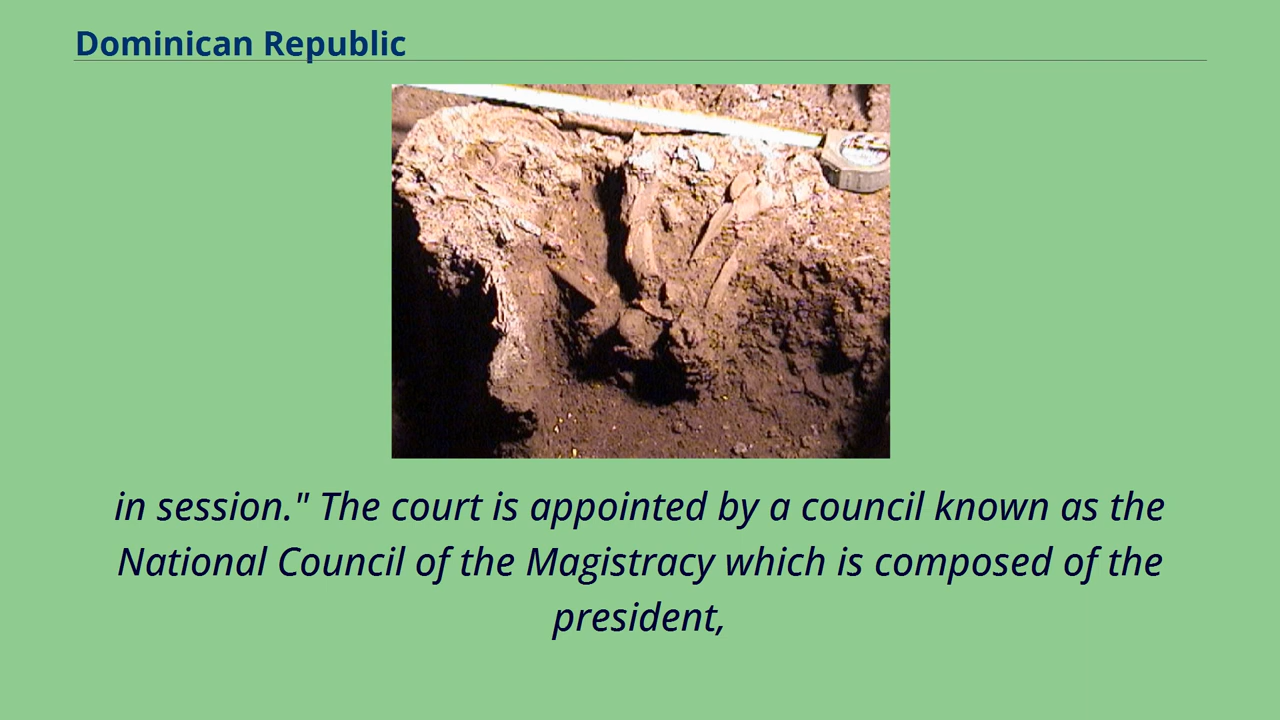 Dominican Republic
in session." The court is appointed by a council known as the
National Council of the Magistracy which is composed of the
president,